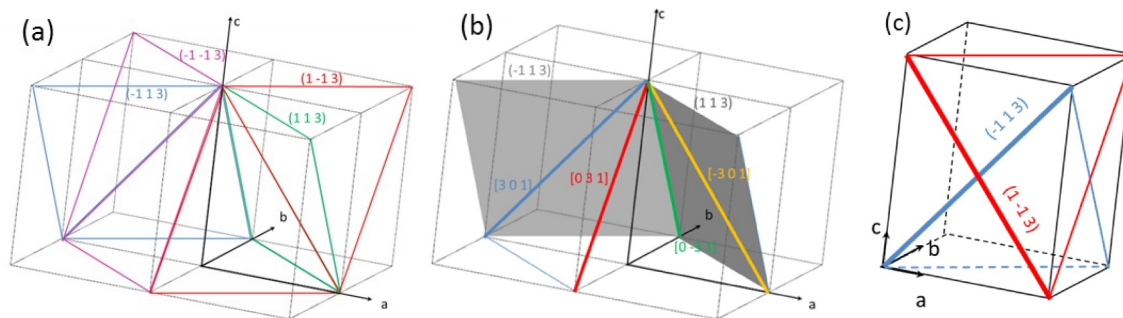 (a)
c
(-1 -1 3)
(1 -1 3)
(-1 1 3)
(1 1 3)
b
a
(b)
c
(-1 1 3)
(1 1 3)
[3 0 1]
[0 3 1]
[-3 0 1]
b
[0 -3 1]
a
(c)
(-1 1 3)
(1 -1 3)
c
b
a